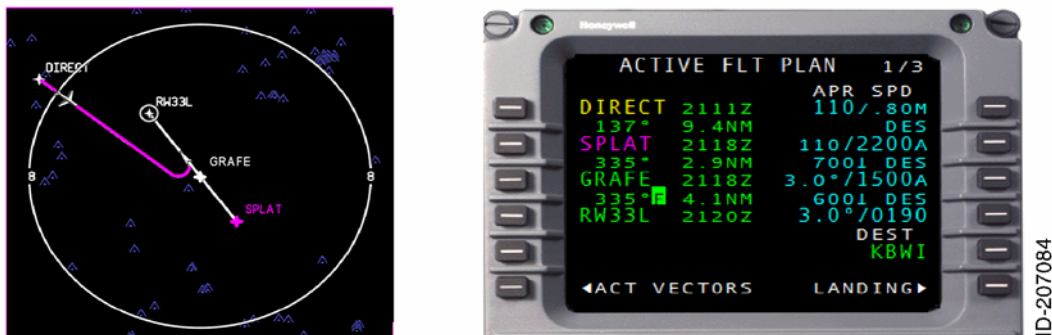 DIRECT
RW33L
GRAFE
8
8
SPLAT
Honeywell
ACTIVE FLT PLAN 1/3
APR SPD
DIRECT 2111Z 110/.80M
137° 9.4NM DES
SPLAT 2118Z 110/2200A
335° 2.9NM 700↓ DES
GRAFE 2118Z 3.0°/1500A
335° F 4.1NM 600↓ DES
RW33L 2120Z 3.0°/0190
DEST
KBWI
◀ACT VECTORS LANDING▶
ID-207084